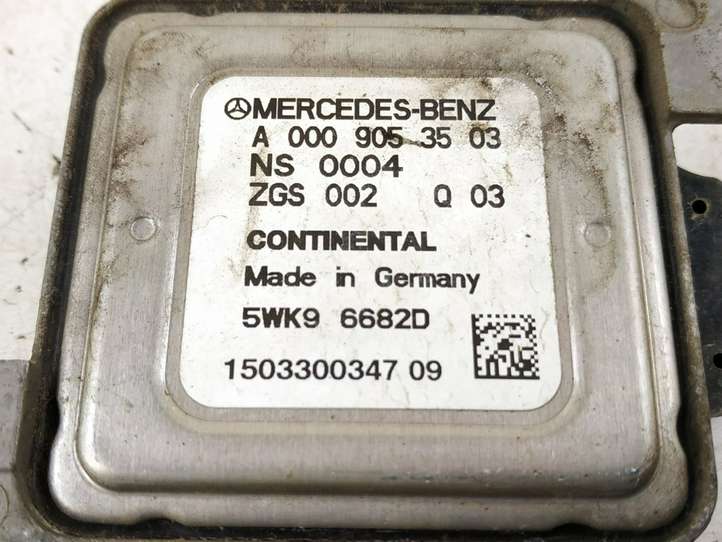 MERCEDES-BENZ
A 000 905 35 03
NS 0004
ZGS 002 Q 03
CONTINENTAL
Made in Germany
5WK9 6682D
1503300347 09